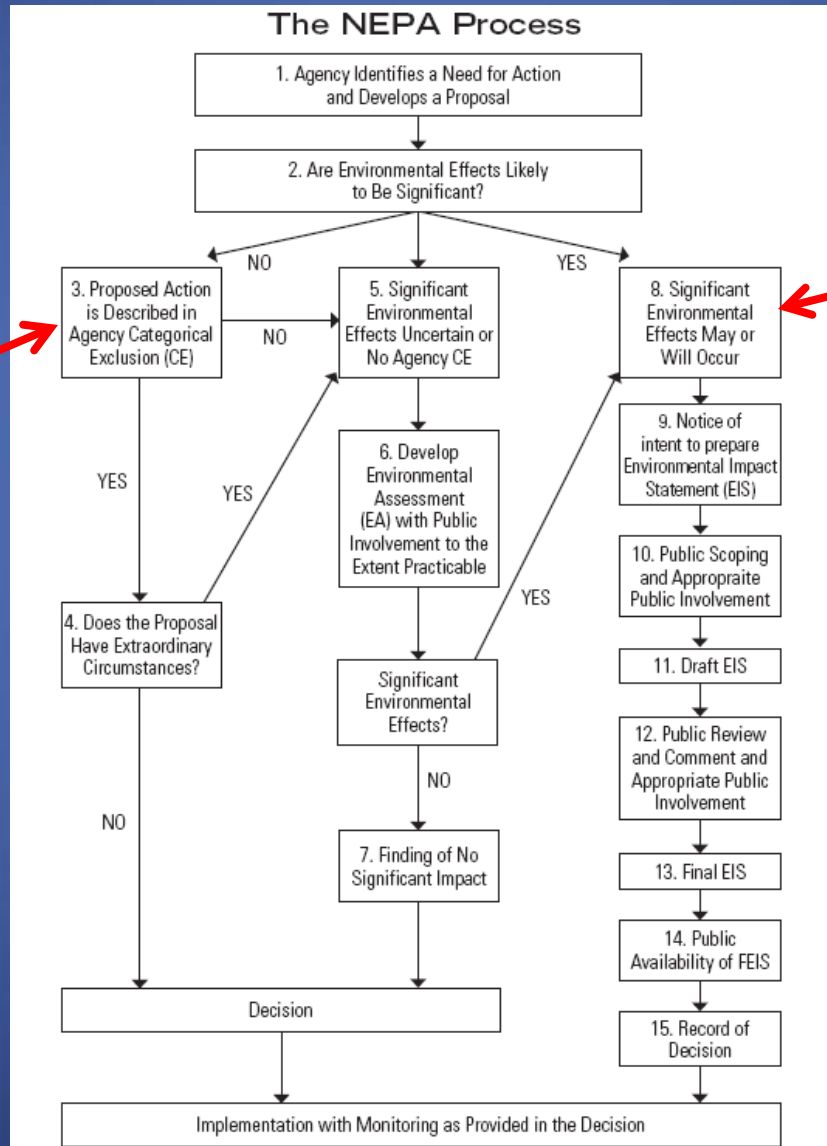 The NEPA Process
1. Agency Identifies a Need for Action
and Develops a Proposal
2. Are Environmental Effects Likely
to Be Significant?
NO
YES
3. Proposed Action
is Described in
Agency Categorical
Exclusion (CE)
NO
5. Significant
Environmental
Effects Uncertain or
No Agency CE
8. Significant
Environmental
Effects May or
Will Occur
YES
YES
6. Develop
Environmental
Assessment
(EA) with Public
Involvement to the
Extent Practicable
9. Notice of
intent to prepare
Environmental Impact
Statement (EIS)
10. Public Scoping
and Appropraite
Public Involvement
YES
4. Does the Proposal
Have Extraordinary
Circumstances?
Significant
Environmental
Effects?
11. Draft EIS
12. Public Review
and Comment and
Appropriate Public
Involvement
NO
NO
7. Finding of No
Significant Impact
13. Final EIS
14. Public
Availability of FEIS
Decision
15. Record of
Decision
Implementation with Monitoring as Provided in the Decision